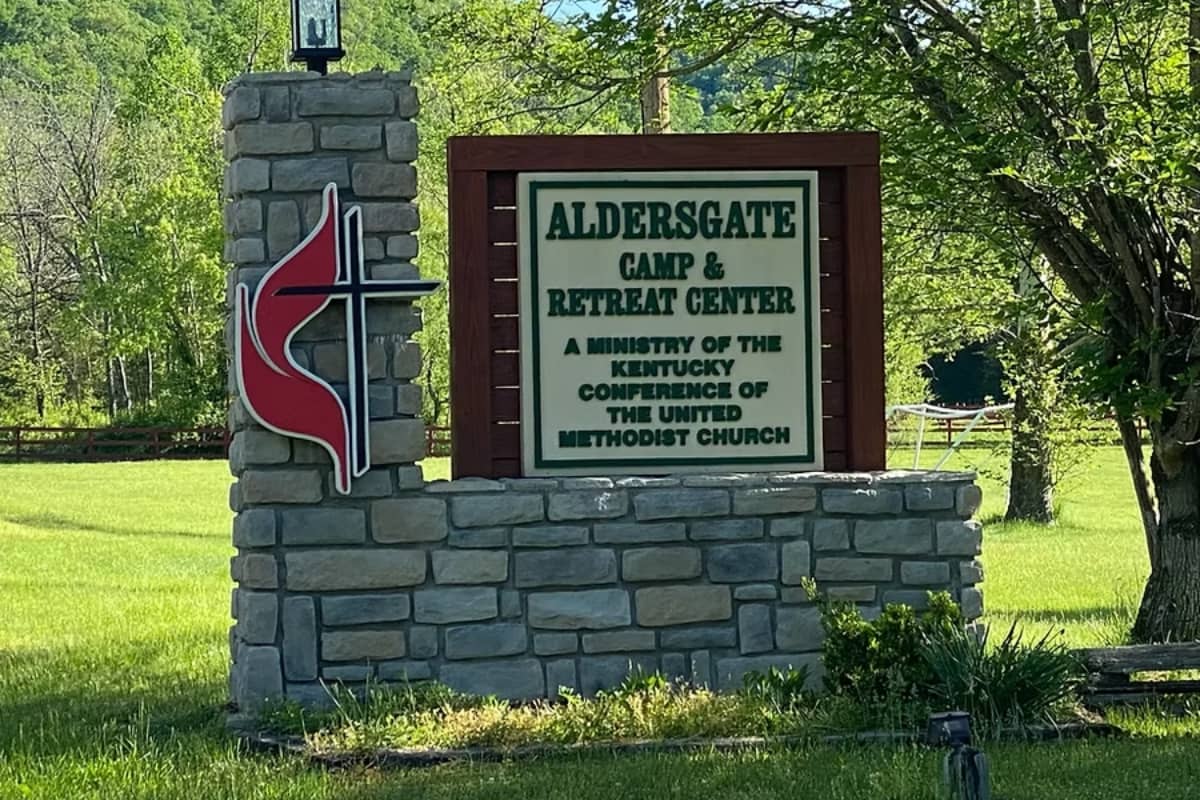 ALDERSGATE
CAMP &
RETREAT CENTER
A MINISTRY OF THE
KENTUCKY
CONFERENCE OF
THE UNITED
METHODIST CHURCH